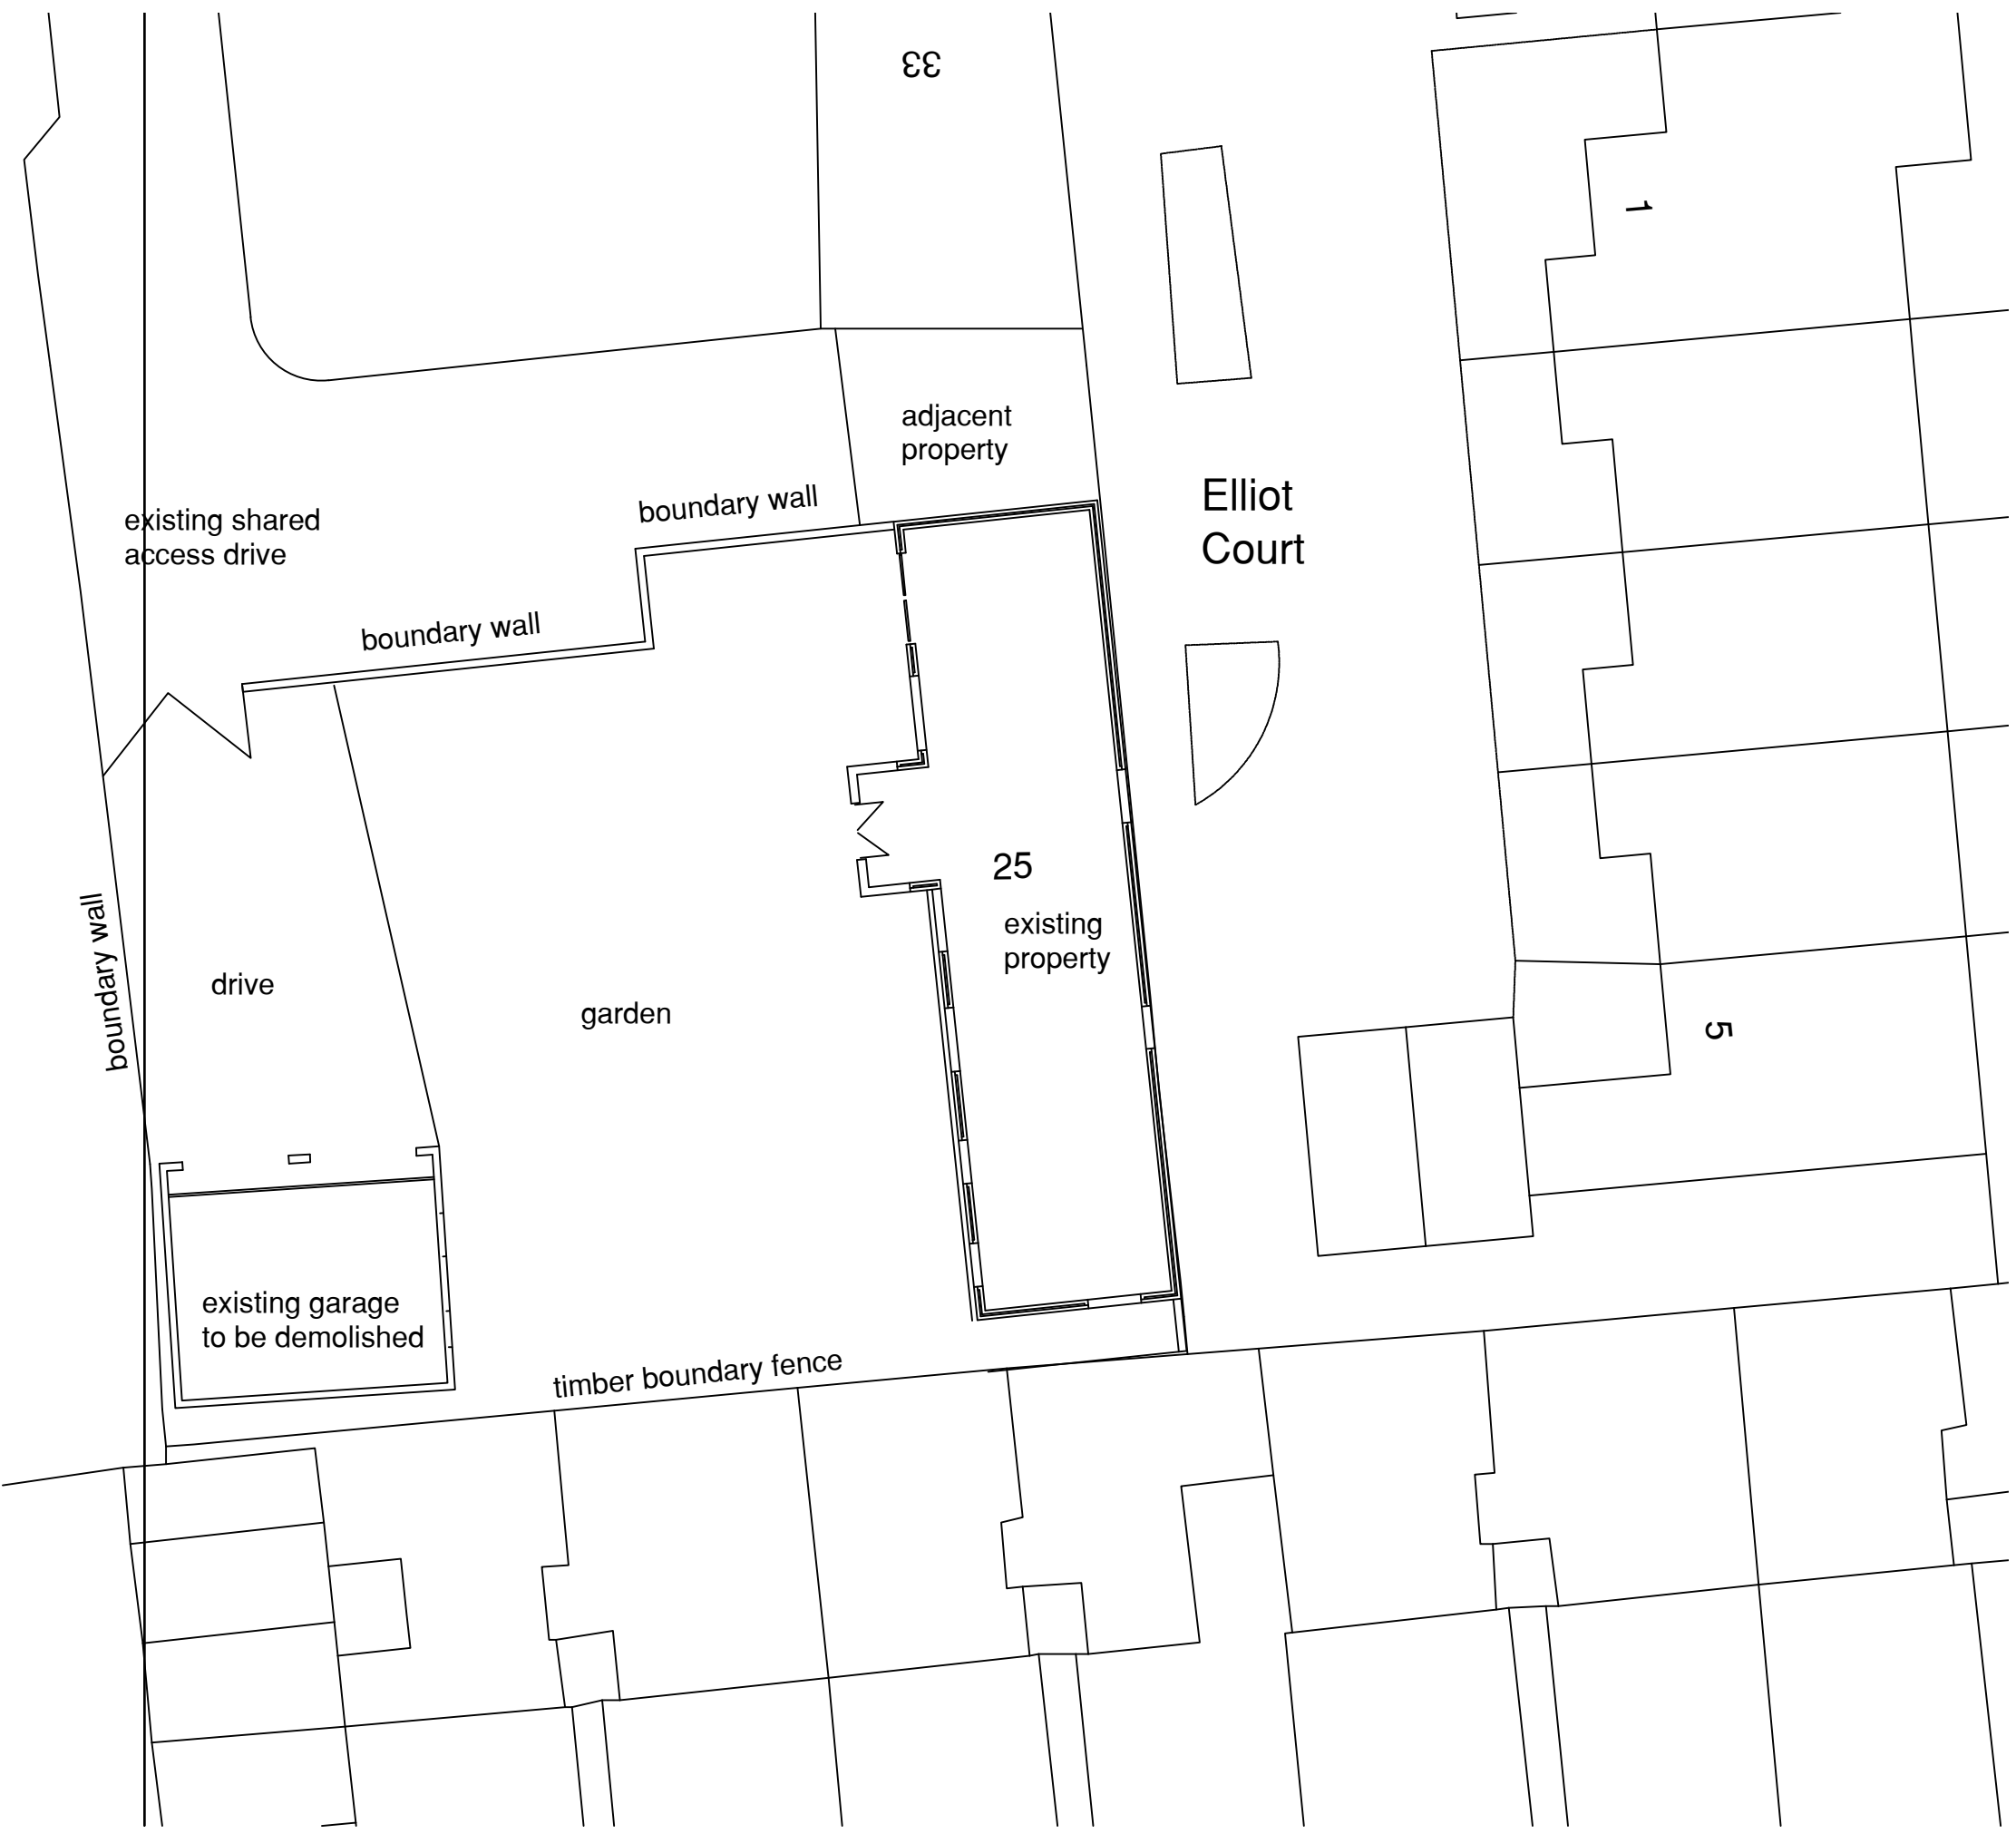 33
1
adjacent
property
Elliot
Court
boundary wall
existing shared
access drive
boundary wall
25
existing
property
boundary wall
drive
garden
5
existing garage
to be demolished
timber boundary fence